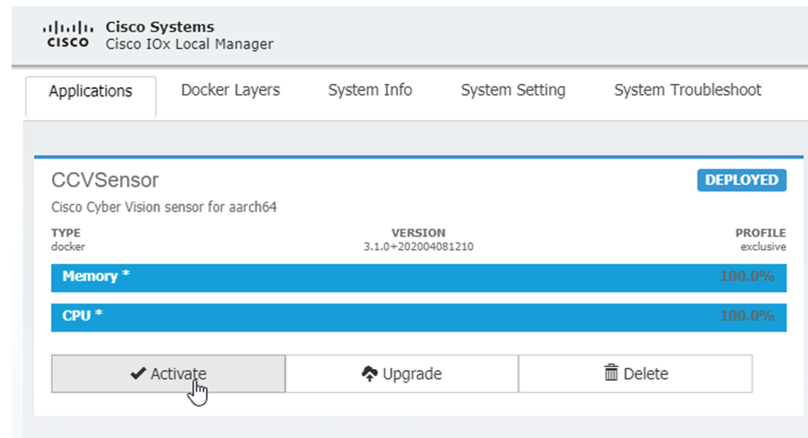 Cisco Systems
CISCO Cisco IOx Local Manager
Applications Docker Layers System Info System Setting System Troubleshoot
CCVSensor DEPLOYED
Cisco Cyber Vision sensor for aarch64
TYPE VERSION PROFILE
docker 3.1.0+202004081210 exclusive
Memory * 100.0%
CPU * 100.0%
Activate Upgrade Delete